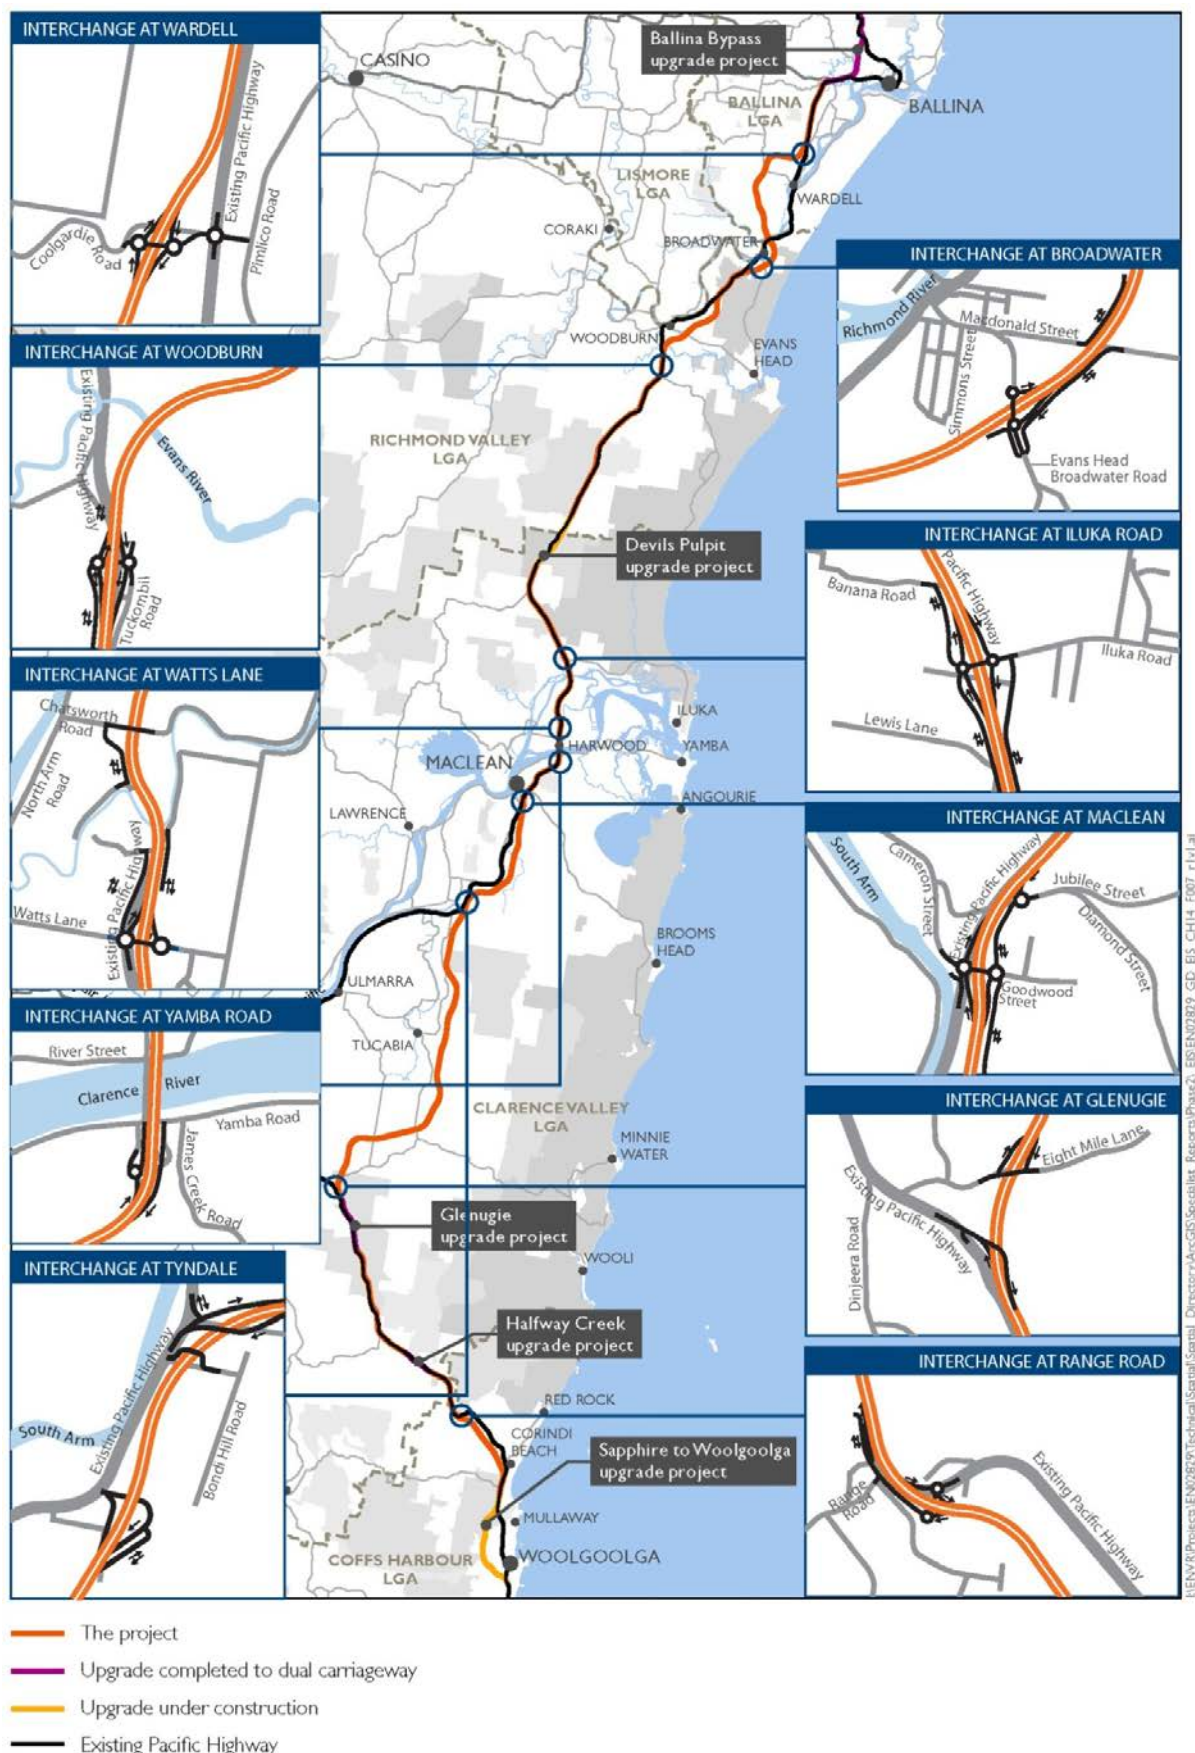 INTERCHANGE AT WARDELL
Existing Pacific Highway
Coolgardie Road
Pimlico Road
INTERCHANGE AT WOODBURN
Existing Pacific Highway
Evans River
Tuckombil
Road
INTERCHANGE AT WATTS LANE
Chatsworth
Road
North Arm
Road
Existing Pacific Highway
Watts Lane
INTERCHANGE AT YAMBA ROAD
River Street
Clarence River
Yamba Road
James Creek Road
INTERCHANGE AT TYNDALE
Existing Pacific Highway
South Arm
Bondi Hill Road
CASINO
Ballina Bypass
upgrade project
BALLINA
LGA
BALLINA
LISMORE
LGA
WARDELL
CORAKI
BROADWATER
WOODBURN
EVANS
HEAD
RICHMOND VALLEY
LGA
Devils Pulpit
upgrade project
ILUKA
HARWOOD
YAMBA
MACLEAN
ANGOURIE
LAWRENCE
BROOMS
HEAD
ULMARRA
TUCABIA
CLARENCE VALLEY
LGA
MINNIE
WATER
Glenugie
upgrade project
WOOLI
Halfway Creek
upgrade project
RED ROCK
CORINDI
BEACH
Sapphire to Woolgoolga
upgrade project
MULLAWAY
COFFS HARBOUR
LGA
WOOLGOOLGA
INTERCHANGE AT BROADWATER
Richmond River
Macdonald Street
Simmons Street
Evans Head
Broadwater Road
INTERCHANGE AT ILUKA ROAD
Pacific Highway
Banana Road
Iluka Road
Lewis Lane
INTERCHANGE AT MACLEAN
South Arm
Cameron Street
Existing Pacific Highway
Jubilee Street
Diamond Street
Goodwood
Street
INTERCHANGE AT GLENUGIE
Eight Mile Lane
Existing Pacific Highway
Dinjeera Road
INTERCHANGE AT RANGE ROAD
Range
Road
Existing Pacific Highway
The project
Upgrade completed to dual carriageway
Upgrade under construction
Existing Pacific Highway